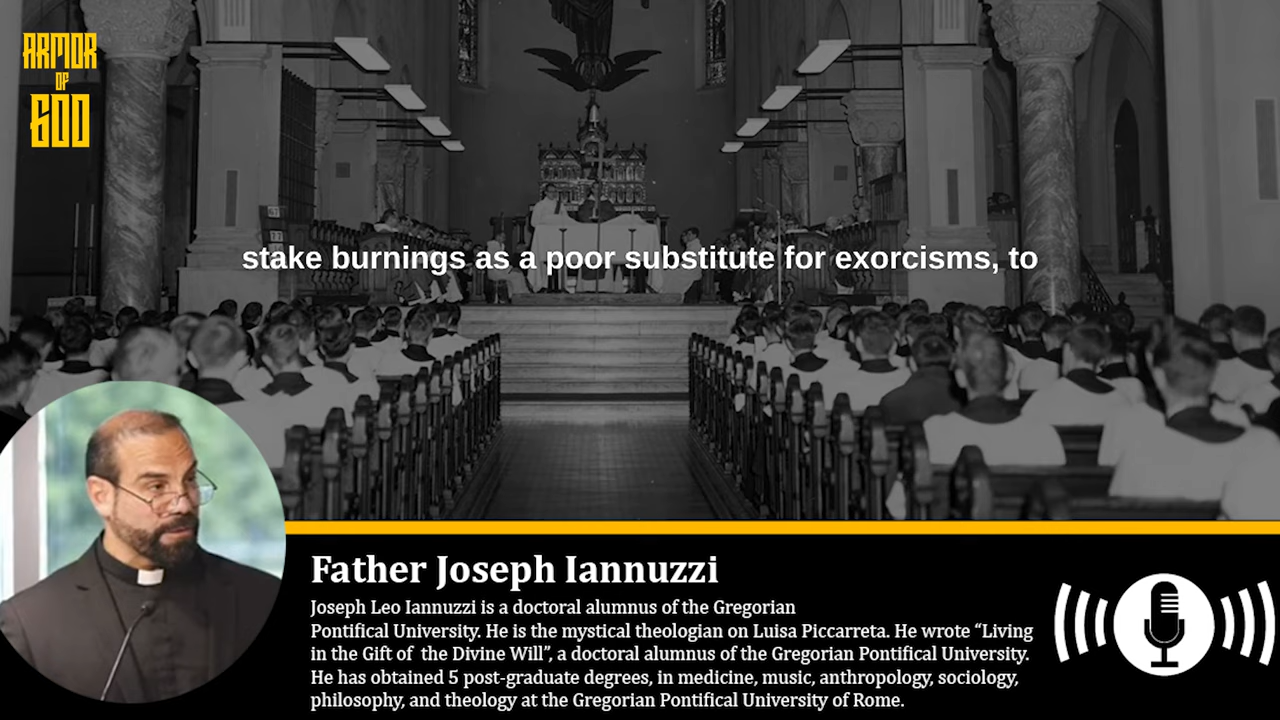 ARMOR
OF
GOD
stake burnings as a poor substitute for exorcisms, to
Father Joseph Iannuzzi
Joseph Leo Iannuzzi is a doctoral alumnus of the Gregorian
Pontifical University. He is the mystical theologian on Luisa Piccarreta. He wrote “Living
in the Gift of the Divine Will”, a doctoral alumnus of the Gregorian Pontifical University.
He has obtained 5 post-graduate degrees, in medicine, music, anthropology, sociology,
philosophy, and theology at the Gregorian Pontifical University of Rome.